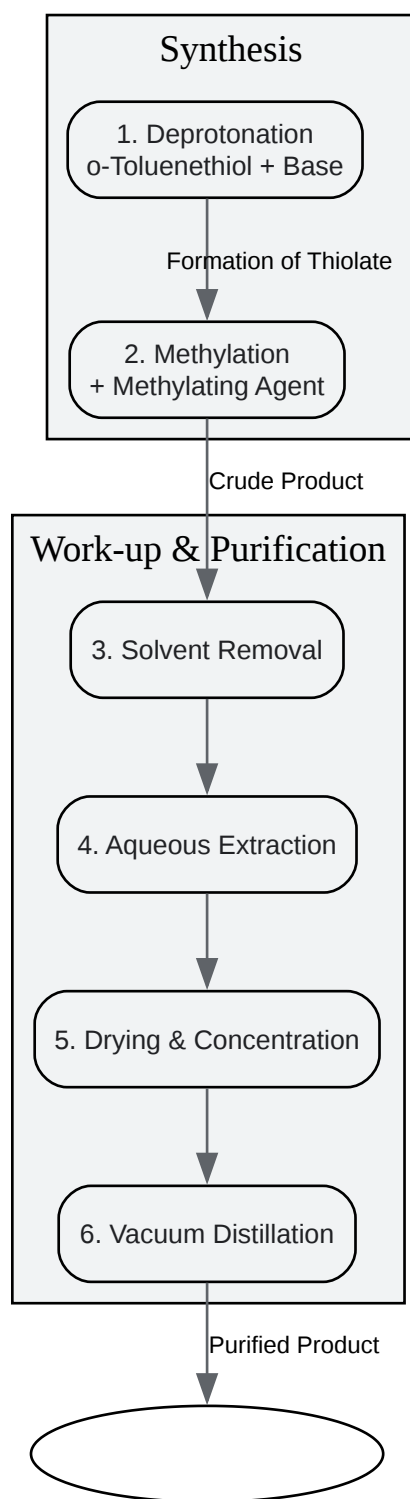 Synthesis
1. Deprotonation
o-Toluenethiol + Base
Formation of Thiolate
2. Methylation
+ Methylating Agent
Crude Product
Work-up & Purification
3. Solvent Removal
4. Aqueous Extraction
5. Drying & Concentration
6. Vacuum Distillation
Purified Product